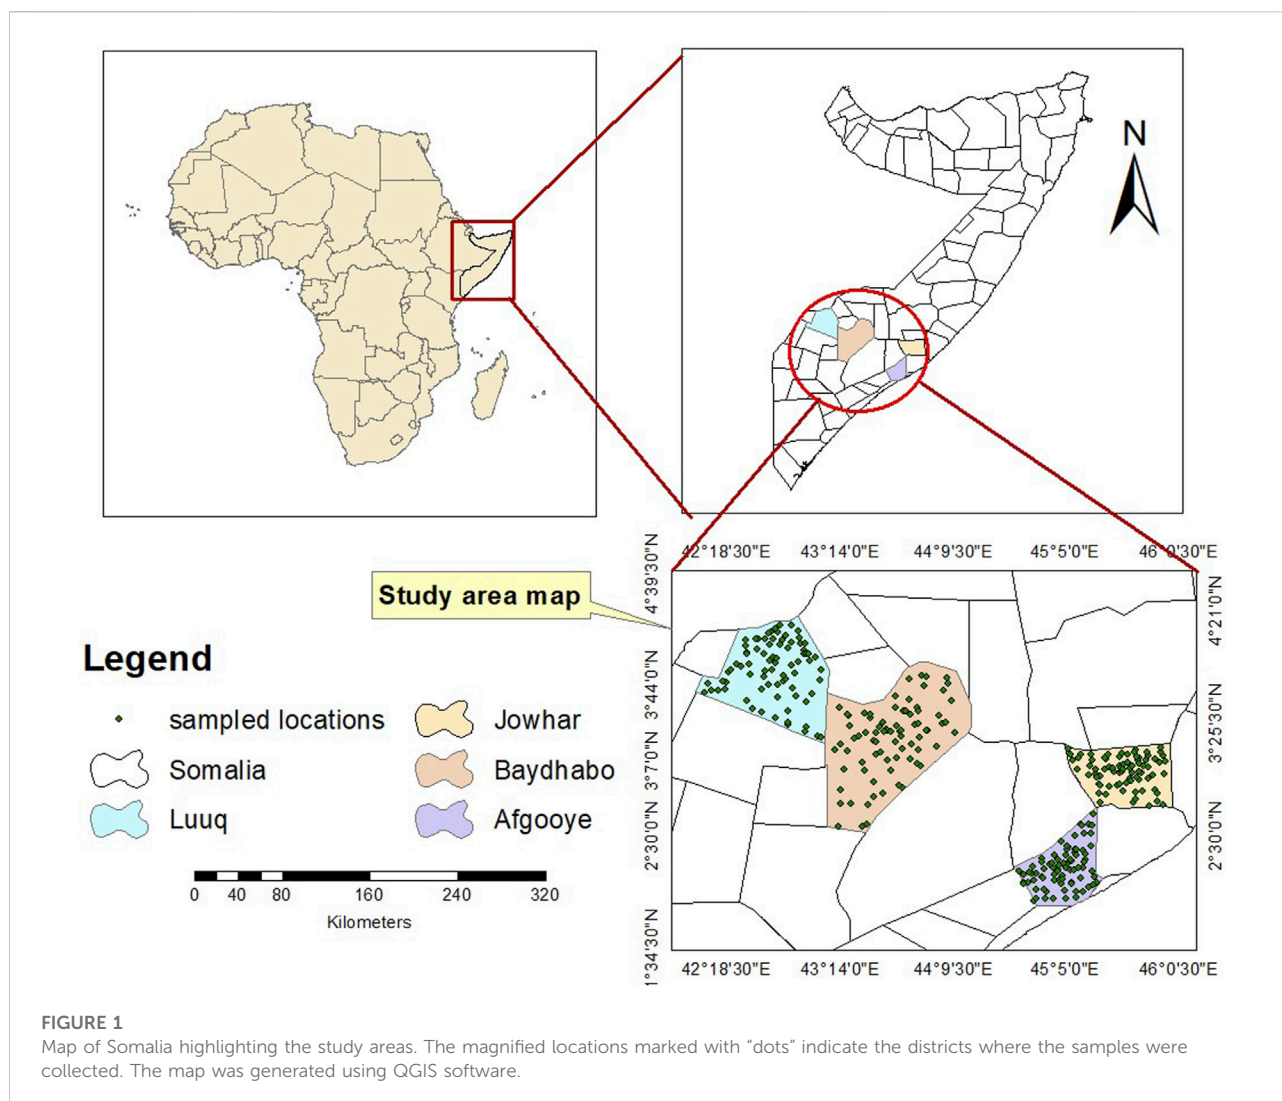 N
42°18'30"E 43°14'0"E 44°9'30"E 45°5'0"E 46°0'30"E
4°39'30"N
3°44'0"N
3°7'0"N
2°30'0"N
1°34'30"N
4°21'0"N
3°25'30"N
2°30'0"N
Study area map
Legend
sampled locations
Somalia
Luuq
Jowhar
Baydhabo
Afgooye
0 40 80 160 240 320
Kilometers
42°18'30"E 43°14'0"E 44°9'30"E 45°5'0"E 46°0'30"E
FIGURE 1
Map of Somalia highlighting the study areas. The magnified locations marked with “dots” indicate the districts where the samples were
collected. The map was generated using QGIS software.